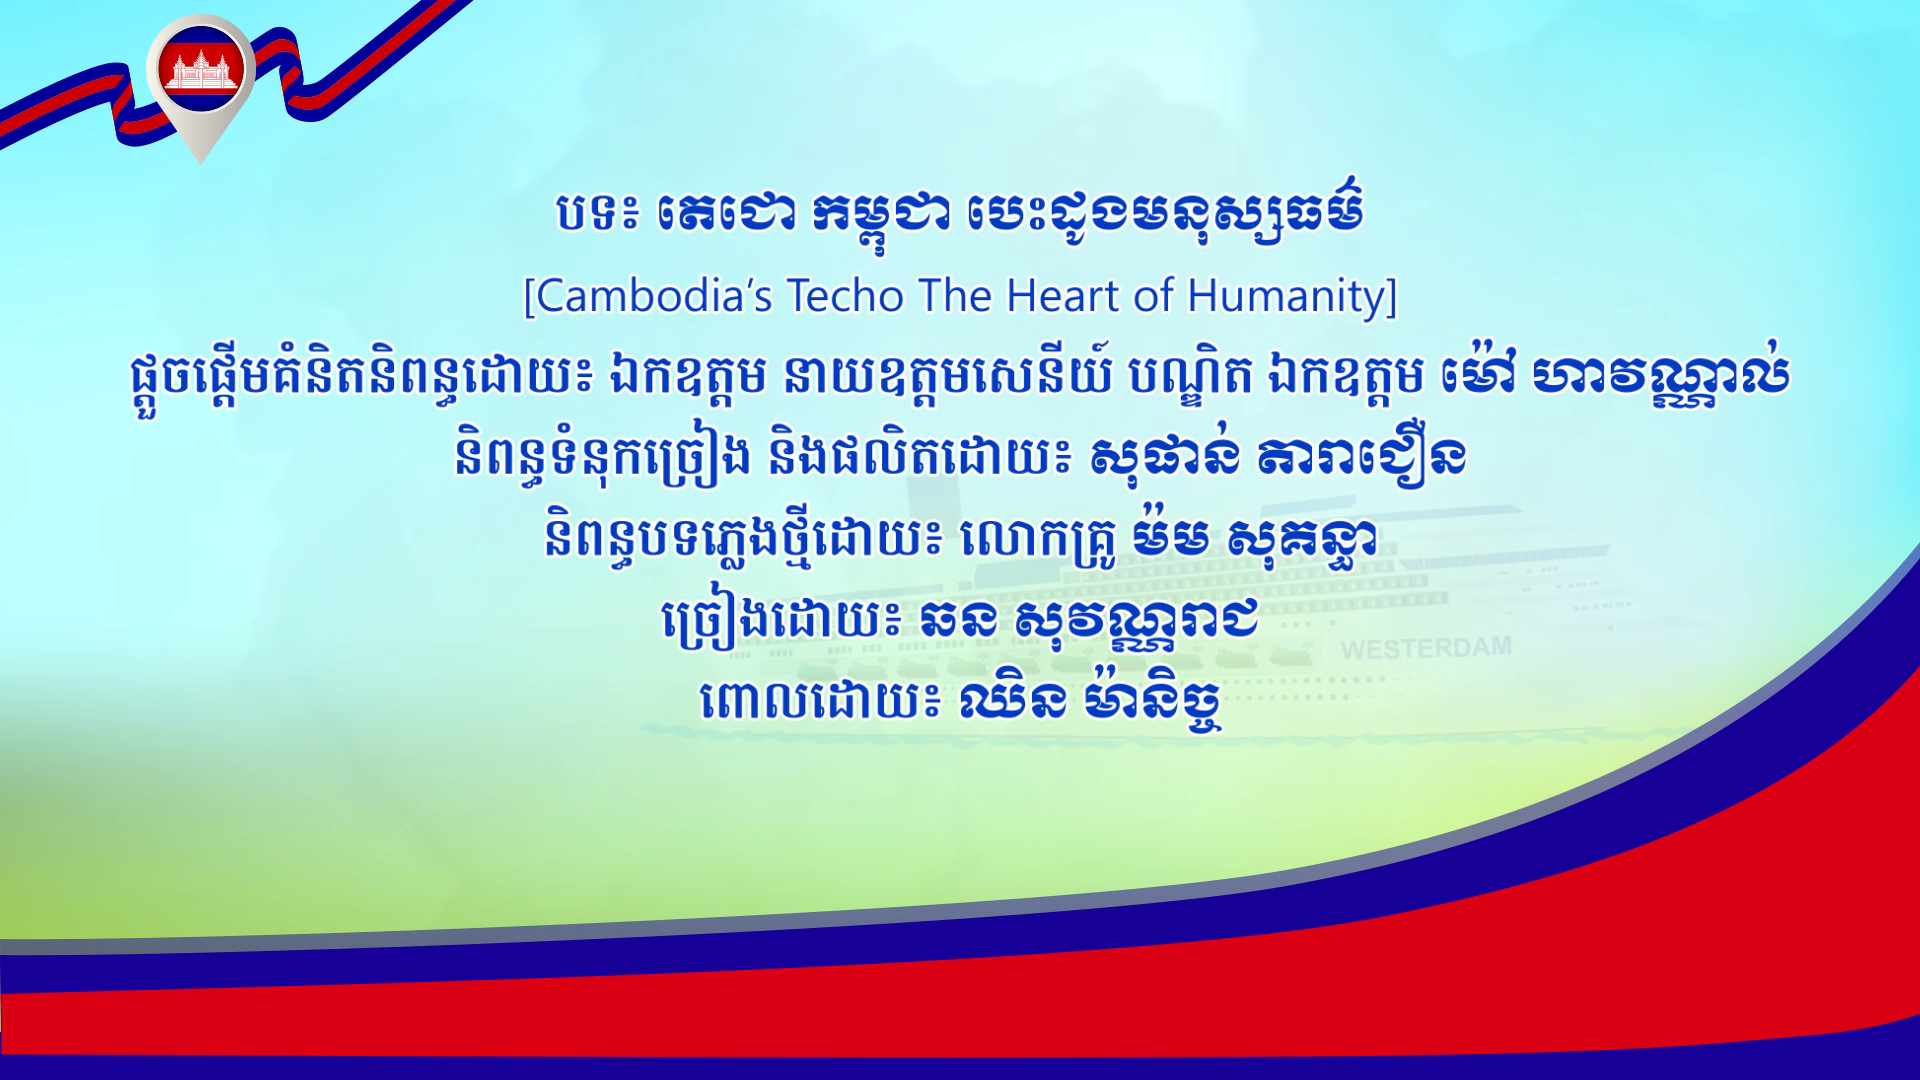 បទ៖ តេជោ កម្ពុជា បេះដូងមនុស្សធម៌
[Cambodia's Techo The Heart of Humanity]
ផ្តួចផ្តើមគំនិតនិពន្ធដោយ៖ ឯកឧត្តម នាយឧត្តមសេនីយ៍ បណ្ឌិត ឯកឧត្តម ម៉ៅ ហាវណ្ណាល់
និពន្ធទំនុកច្រៀង និងផលិតដោយ៖ សុផាន់ តារាជឿន
និពន្ធបទភ្លេងថ្មីដោយ៖ លោកគ្រូ ម៉ម សុគន្ធា
ច្រៀងដោយ៖ ឆន សុវណ្ណរាជ
ពោលដោយ៖ ឈិន ម៉ានិច្ច
WESTERDAM